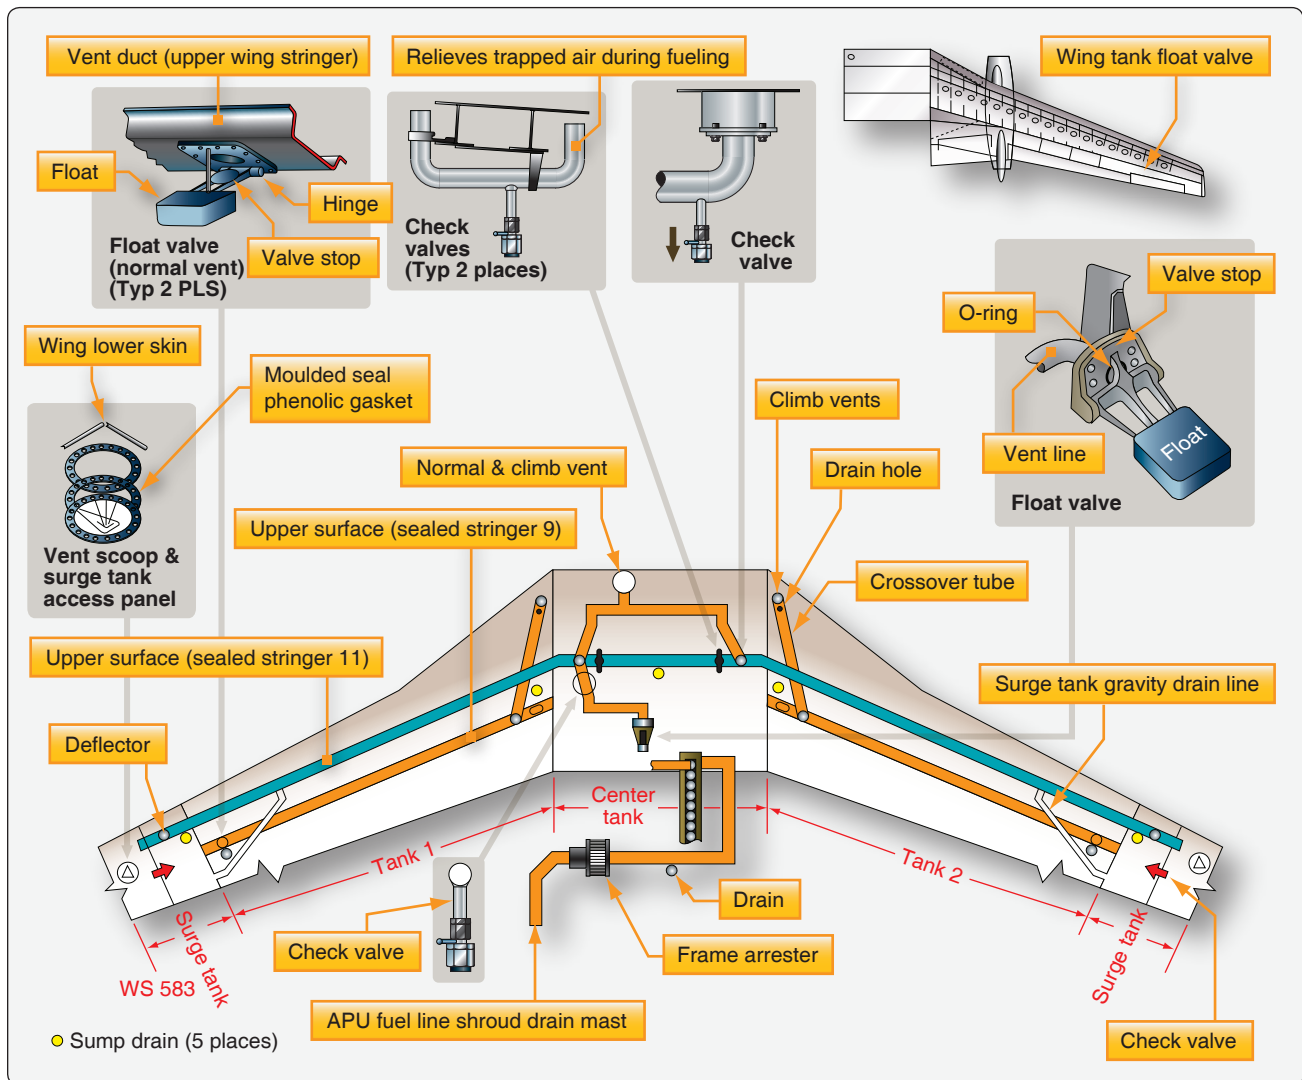 Vent duct (upper wing stringer)
Relieves trapped air during fueling
Wing tank float valve
Float
Hinge
Valve stop
Float valve
(normal vent)
(Typ 2 PLS)
Check
valves
(Typ 2 places)
Check
valve
Valve stop
O-ring
Vent line
Float
Float valve
Wing lower skin
Moulded seal
phenolic gasket
Vent scoop &
surge tank
access panel
Climb vents
Normal & climb vent
Drain hole
Upper surface (sealed stringer 9)
Crossover tube
Upper surface (sealed stringer 11)
Surge tank gravity drain line
Deflector
Center
tank
Tank 1
Tank 2
Surge tank
WS 583
Surge tank
Drain
Check valve
Frame arrester
APU fuel line shroud drain mast
Check valve
Sump drain (5 places)